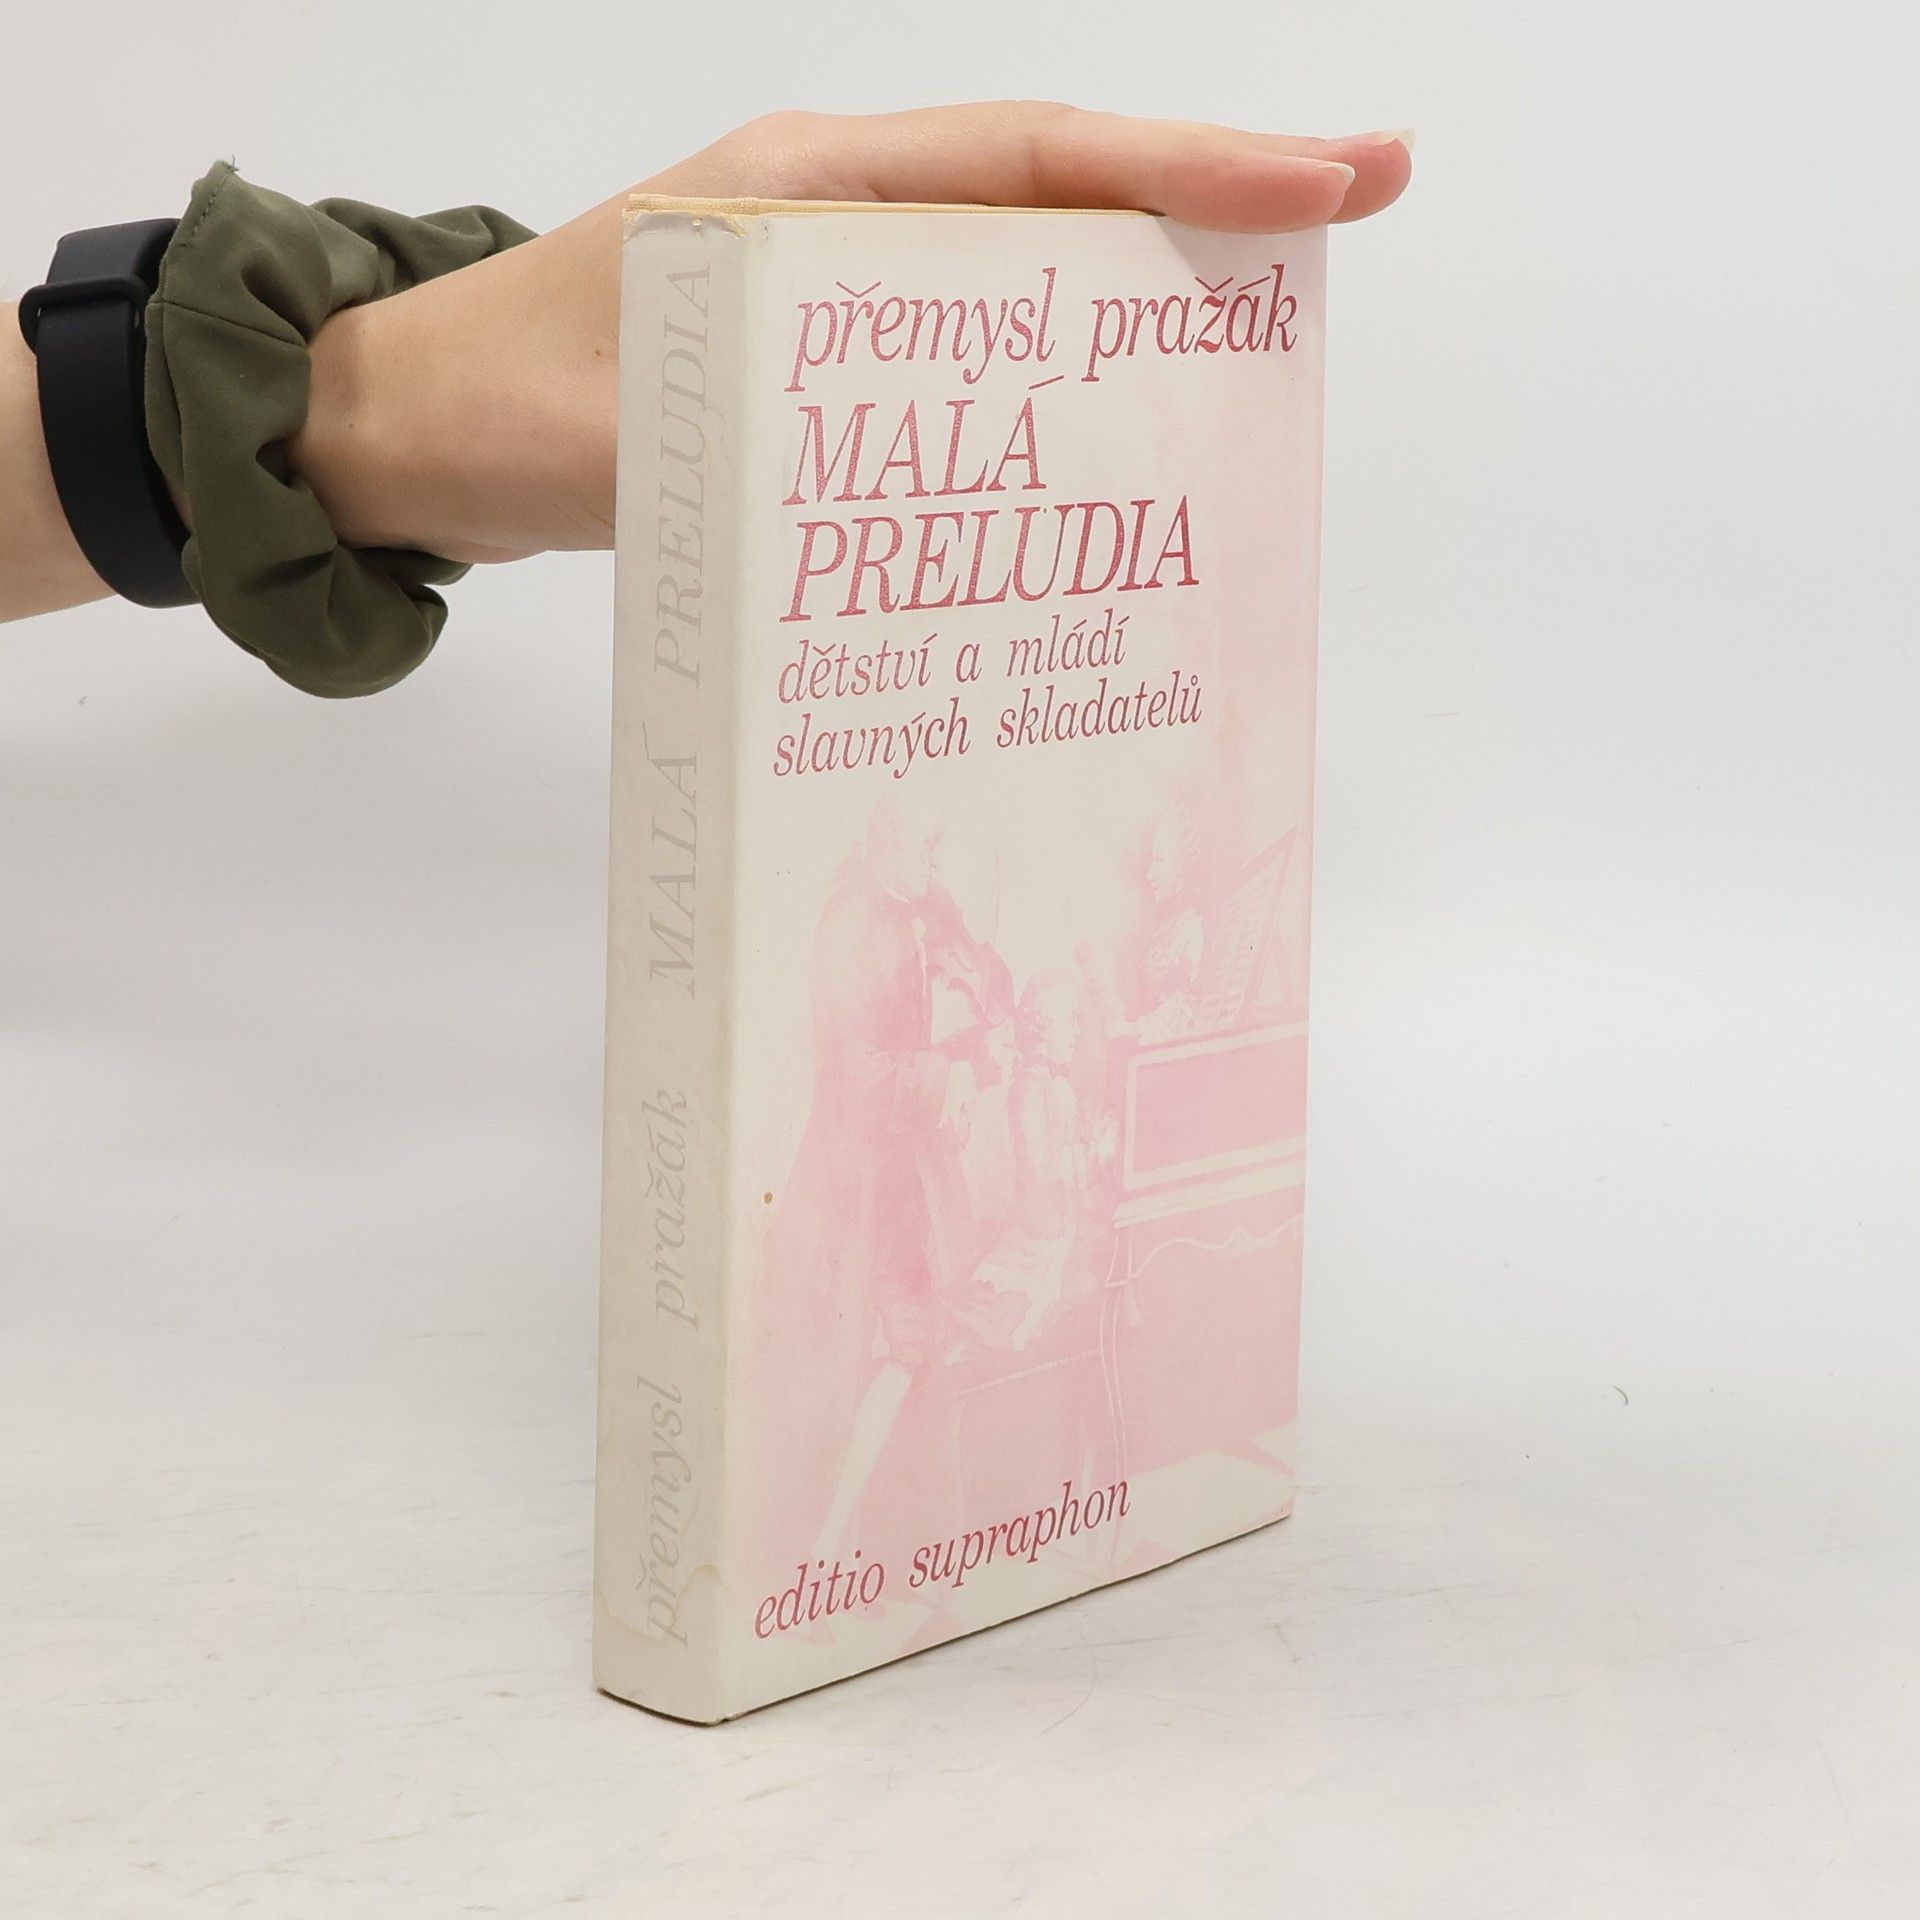 přemysl pražák
MALÁ
PRELUDIA
dětství a mládí
slavných skladatelů
editio supraphon
přemysl pražák MALÁ PRELUDIA